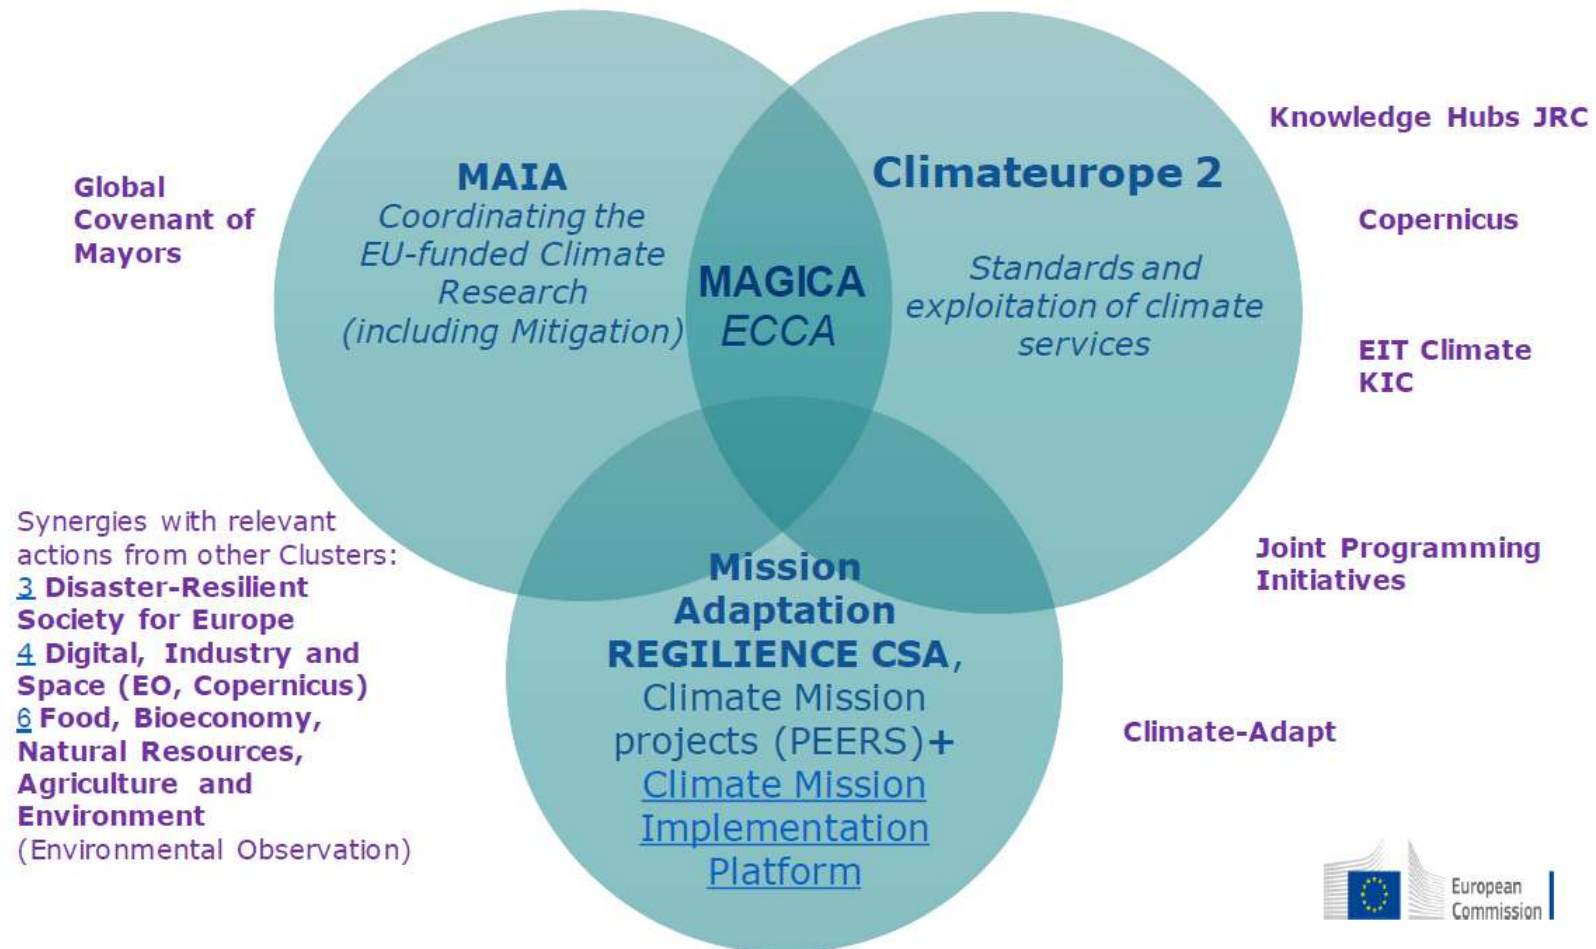 Global
Covenant of
Mayors
MAIA
Coordinating the
EU-funded Climate
Research
(including Mitigation)
MAGICA
ECCA
Climateurope 2
Standards and
exploitation of climate
services
Knowledge Hubs JRC
Copernicus
EIT Climate
KIC
Joint Programming
Initiatives
Climate-Adapt
Synergies with relevant
actions from other Clusters:
3 Disaster-Resilient
Society for Europe
4 Digital, Industry and
Space (EO, Copernicus)
6 Food, Bioeconomy,
Natural Resources,
Agriculture and
Environment
(Environmental Observation)
Mission
Adaptation
REGILIENCE CSA,
Climate Mission
projects (PEERS)+
Climate Mission
Implementation
Platform
European
Commission